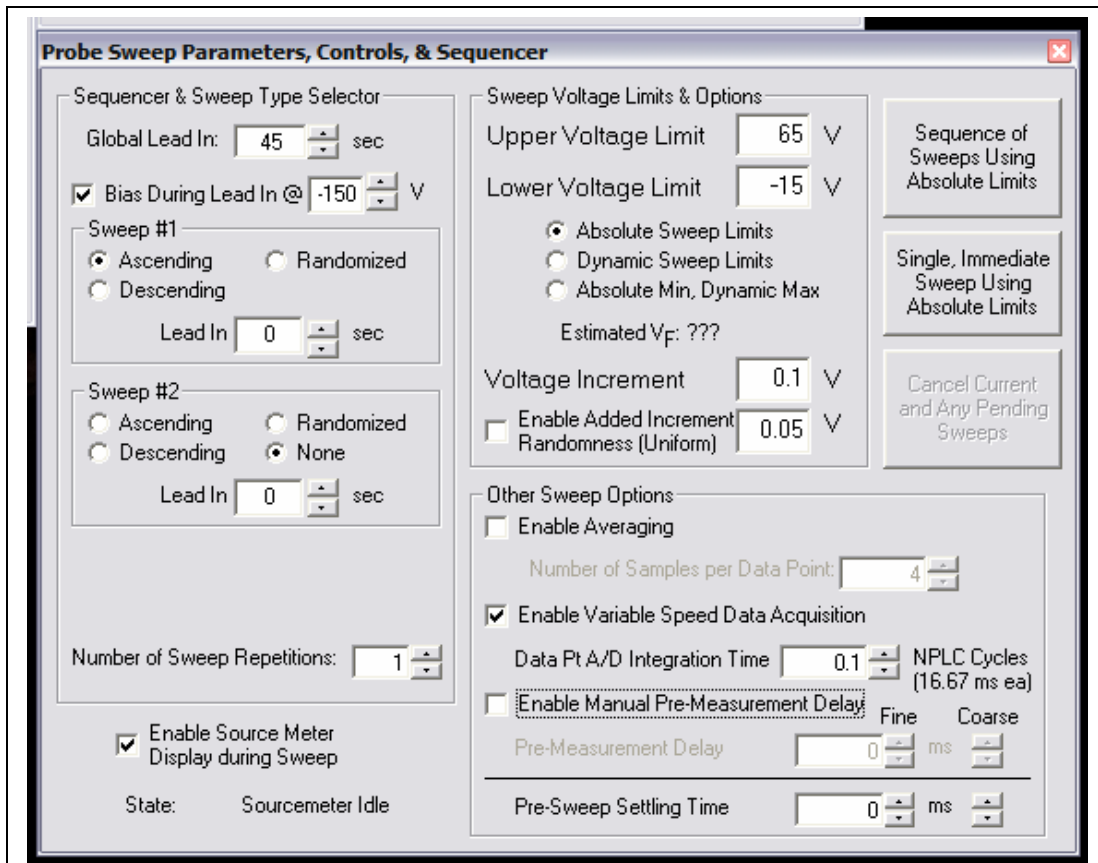 Probe Sweep Parameters, Controls, & Sequencer
Sequencer & Sweep Type Selector
Global Lead In: 45 sec
Bias During Lead In @ -150 V
Sweep #1
Ascending Randomized
Descending
Lead In 0 sec
Sweep #2
Ascending Randomized
Descending None
Lead In 0 sec
Number of Sweep Repetitions: 1
Enable Source Meter
Display during Sweep
State: Sourcemeter Idle
Sweep Voltage Limits & Options
Upper Voltage Limit 65 V
Lower Voltage Limit -15 V
Absolute Sweep Limits
Dynamic Sweep Limits
Absolute Min, Dynamic Max
Estimated VF: ???
Voltage Increment 0.1 V
Enable Added Increment
Randomness (Uniform) 0.05 V
Other Sweep Options
Enable Averaging
Number of Samples per Data Point: 4
Enable Variable Speed Data Acquisition
Data Pt A/D Integration Time 0.1 NPLC Cycles
(16.67 ms ea)
Enable Manual Pre-Measurement Delay
Fine Coarse
Pre-Measurement Delay 0 ms
Pre-Sweep Settling Time 0 ms
Sequence of
Sweeps Using
Absolute Limits
Single, Immediate
Sweep Using
Absolute Limits
Cancel Current
and Any Pending
Sweeps